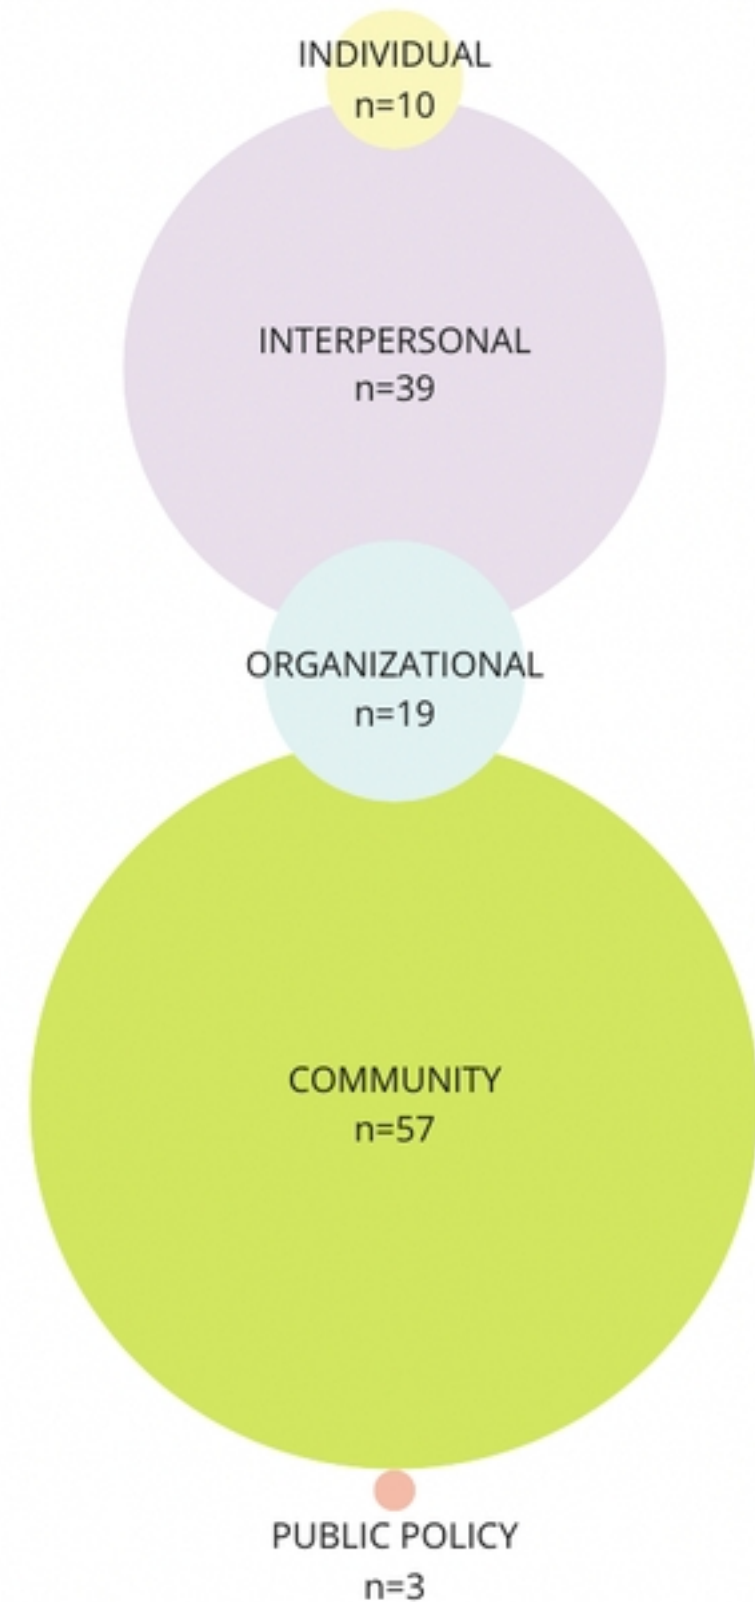 INDIVIDUAL
n=10
INTERPERSONAL
n=39
ORGANIZATIONAL
n=19
COMMUNITY
n=57
PUBLIC POLICY
n=3